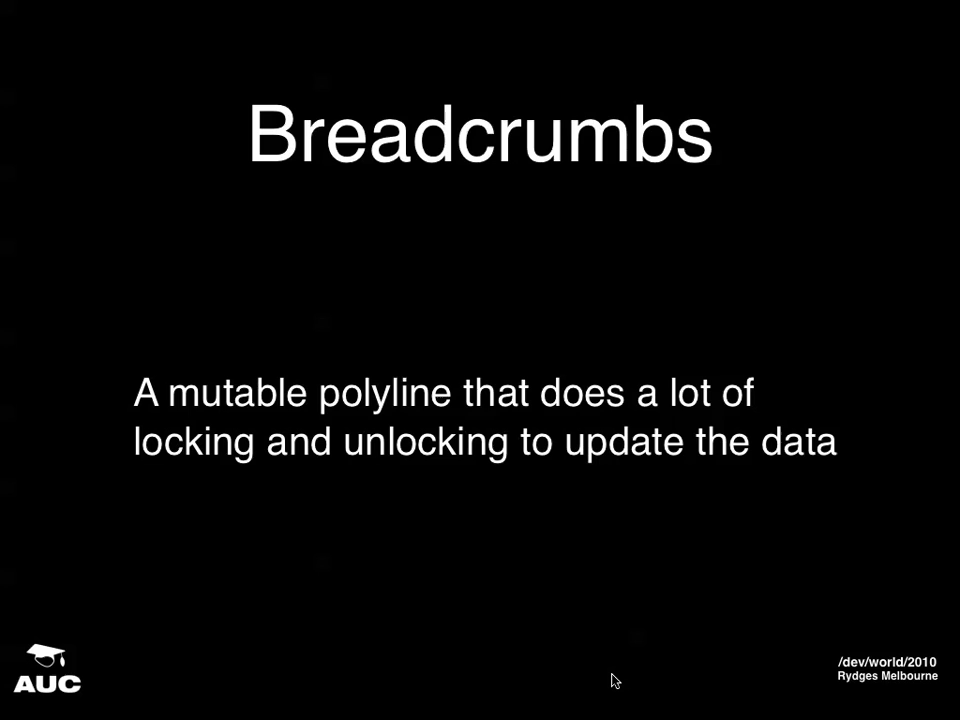 Breadcrumbs
A mutable polyline that does a lot of
locking and unlocking to update the data
AUC
/dev/world/2010
Rydges Melbourne